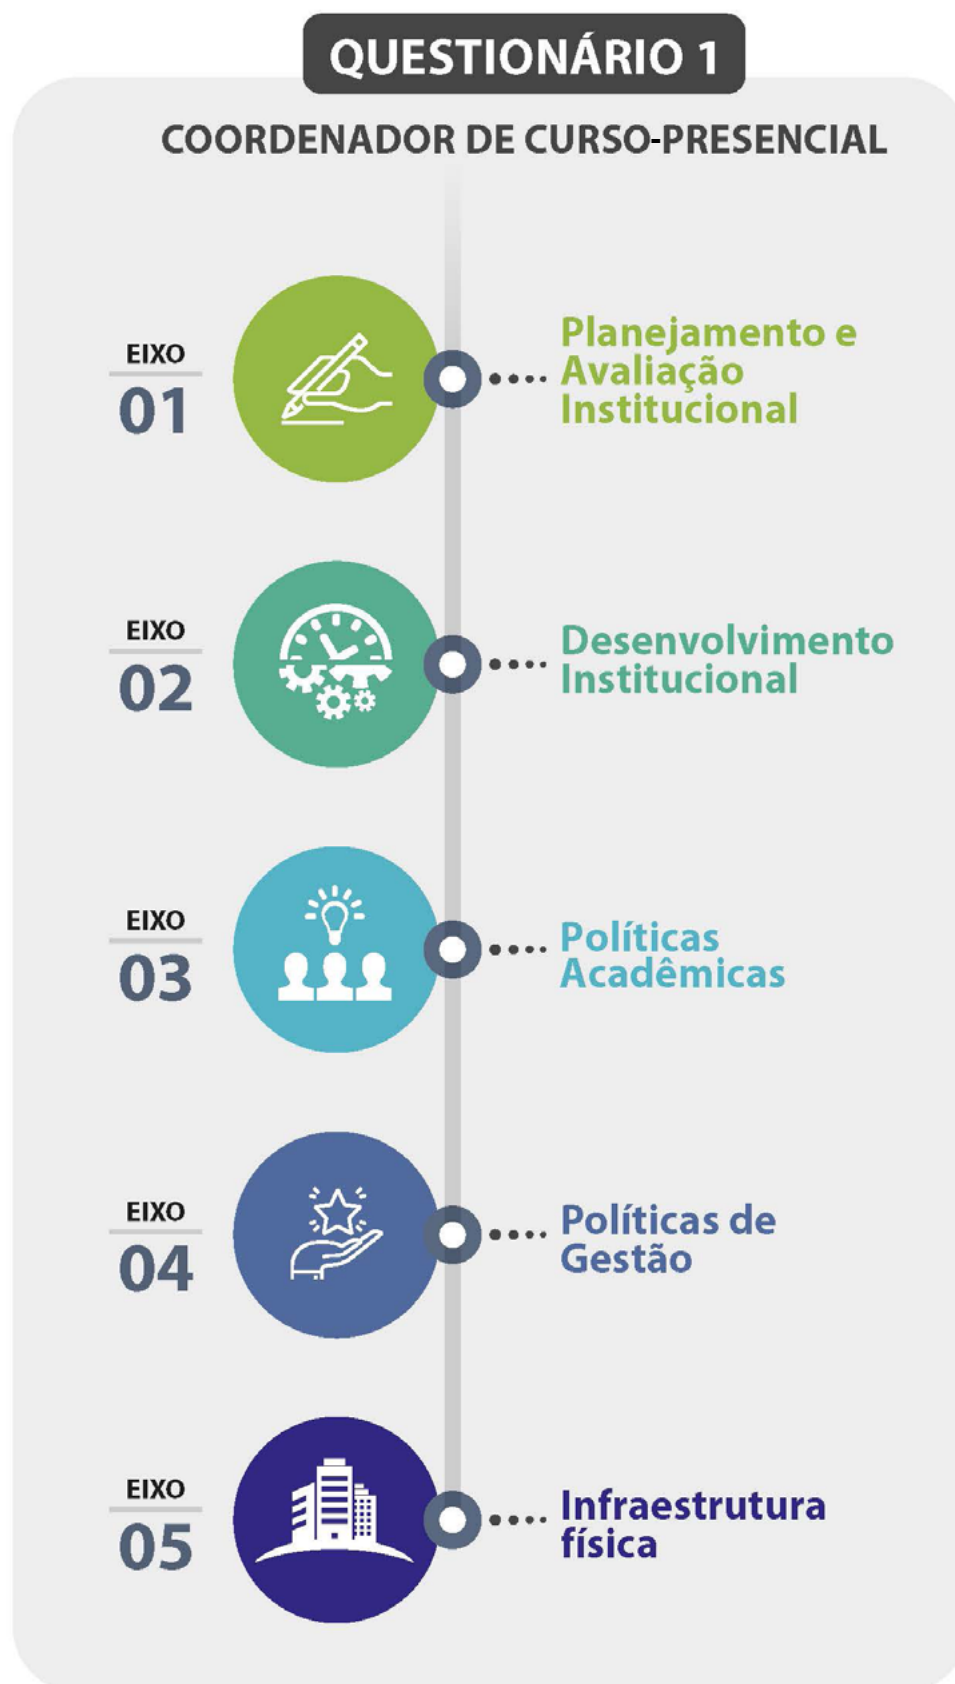 QUESTIONÁRIO 1
COORDENADOR DE CURSO-PRESENCIAL
EIXO
01
Planejamento e
Avaliação
Institucional
EIXO
02
Desenvolvimento
Institucional
EIXO
03
Políticas
Acadêmicas
EIXO
04
Políticas de
Gestão
EIXO
05
Infraestrutura
física